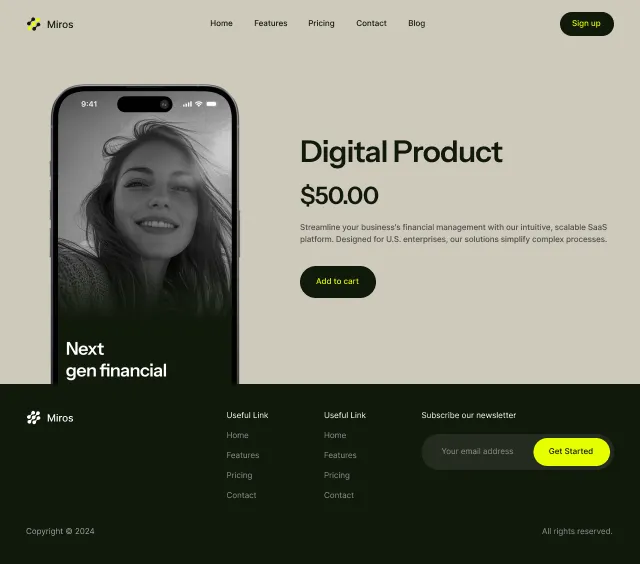 Miros
Home Features Pricing Contact Blog
Sign up
9:41
Digital Product
$50.00
Streamline your business's financial management with our intuitive, scalable SaaS
platform. Designed for U.S. enterprises, our solutions simplify complex processes.
Add to cart
Next
gen financial
Miros
Useful Link
Home
Features
Pricing
Contact
Useful Link
Home
Features
Pricing
Contact
Subscribe our newsletter
Your email address
Get Started
Copyright © 2024
All rights reserved.